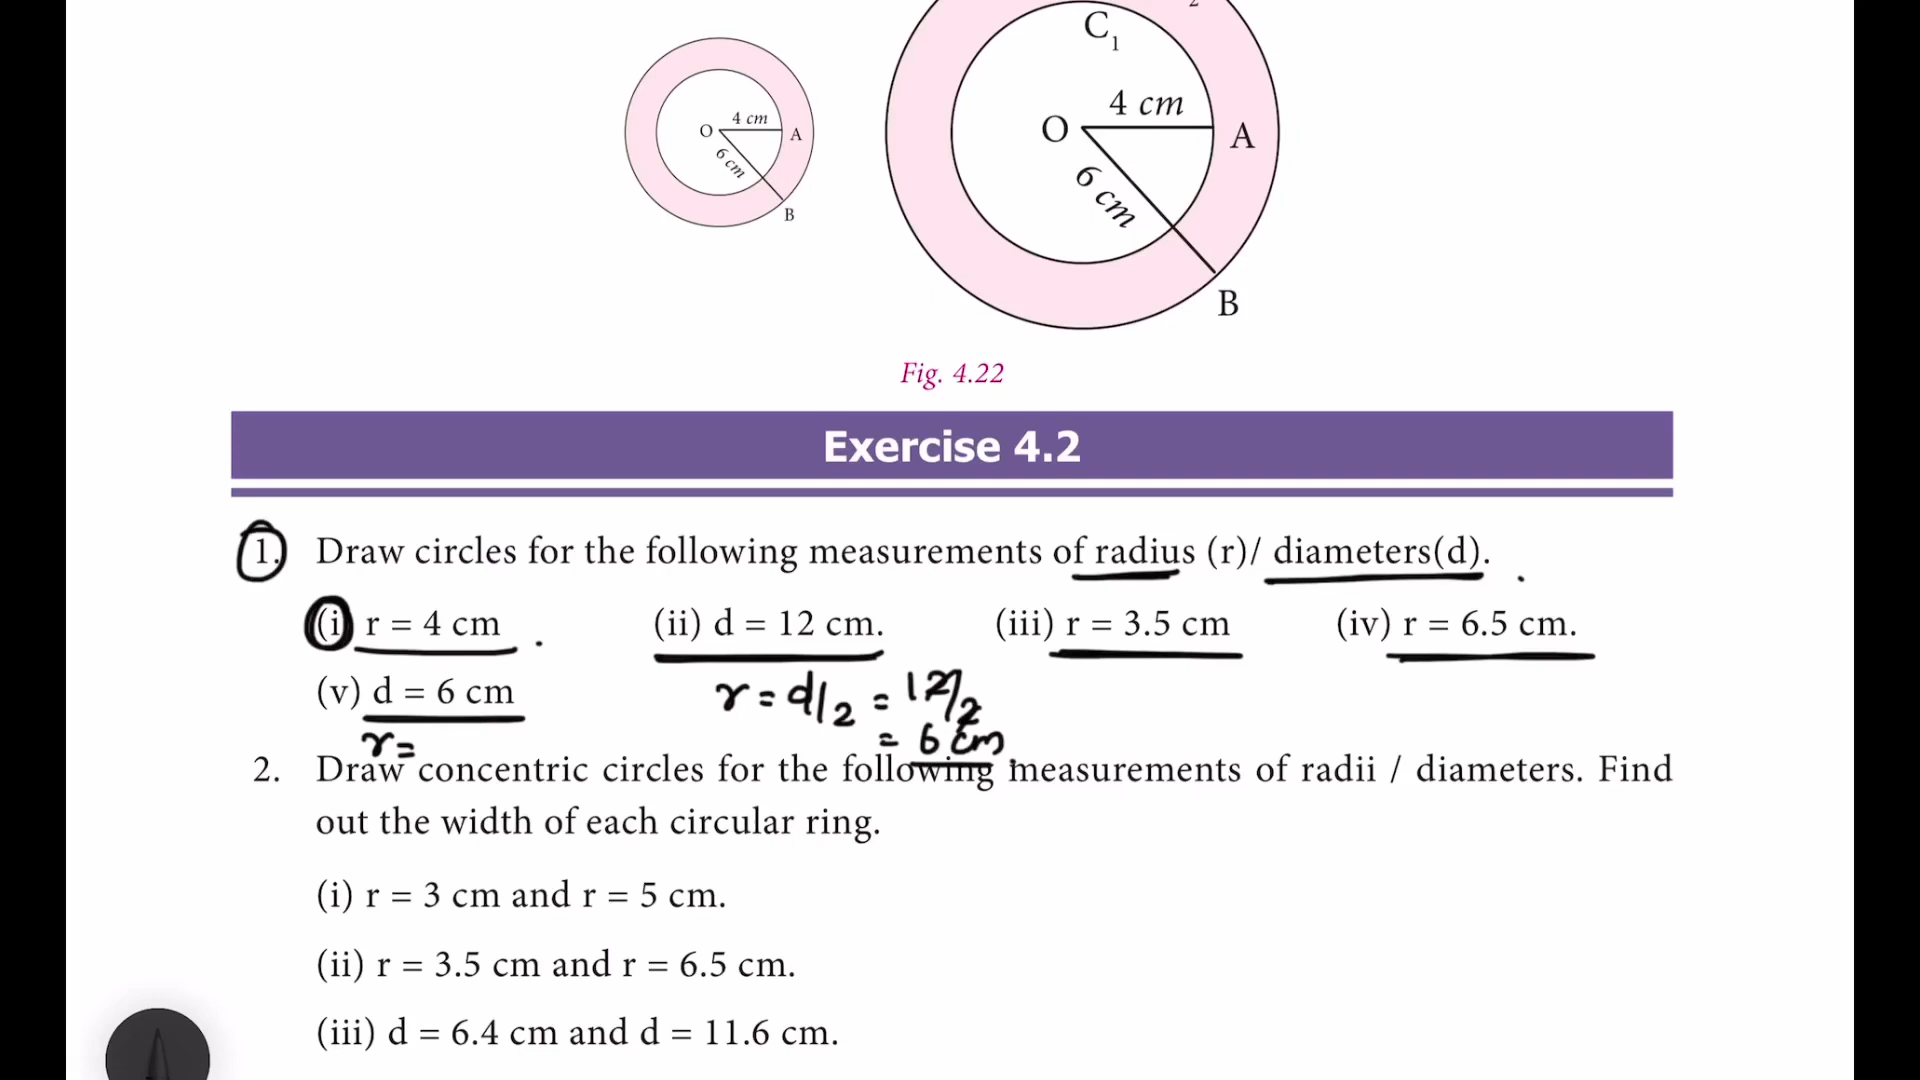 2
C1
4 cm
O
A
6 cm
B
4 cm
O
A
6 cm
B
Fig. 4.22
Exercise 4.2
1. Draw circles for the following measurements of radius (r)/ diameters(d).
(i) r = 4 cm (ii) d = 12 cm. (iii) r = 3.5 cm (iv) r = 6.5 cm.
(v) d = 6 cm r = d/2 = 12/2
r = = 6 cm.
2. Draw concentric circles for the following measurements of radii / diameters. Find
out the width of each circular ring.
(i) r = 3 cm and r = 5 cm.
(ii) r = 3.5 cm and r = 6.5 cm.
(iii) d = 6.4 cm and d = 11.6 cm.